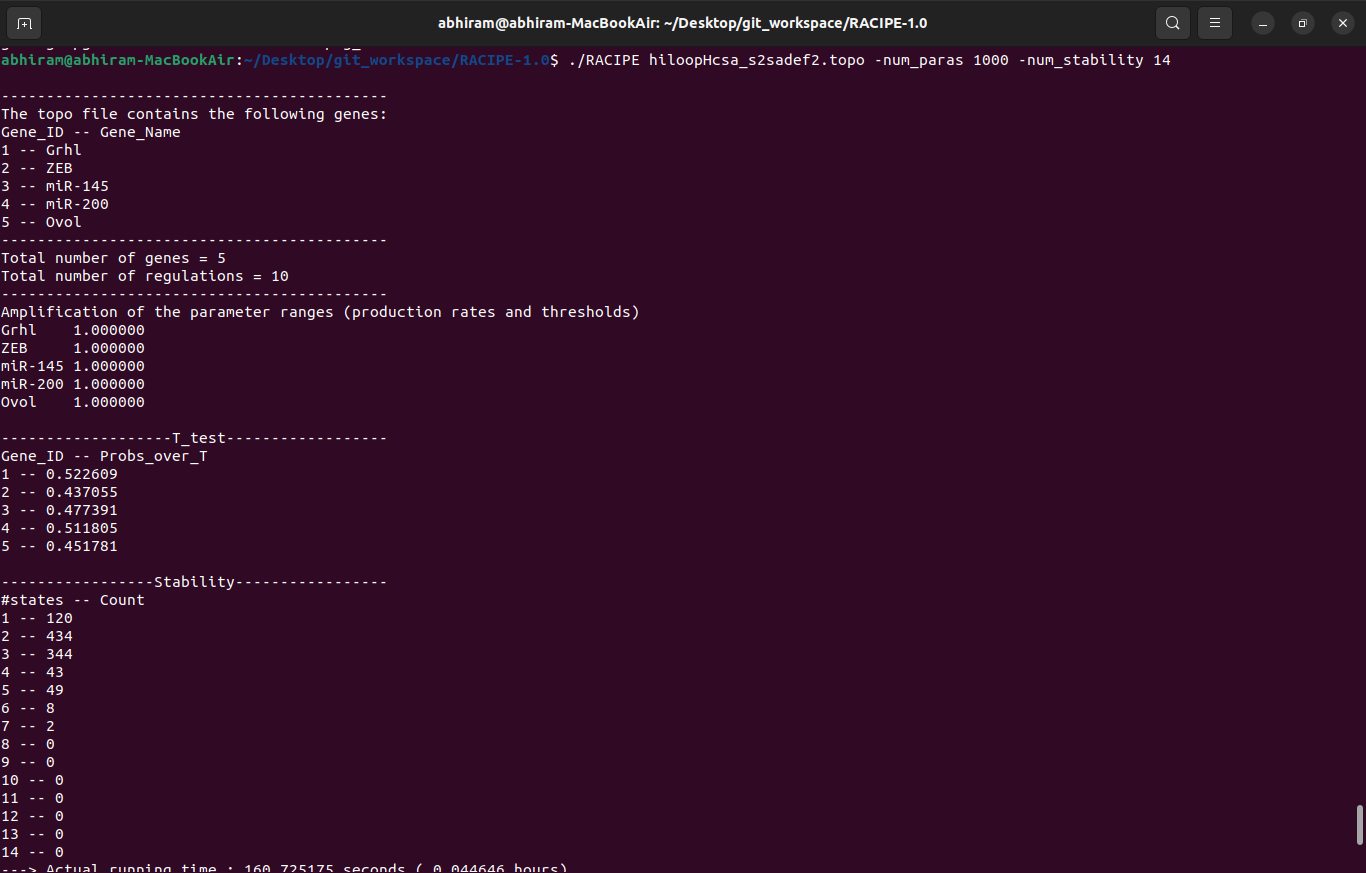 abhiram@abhiram-MacBookAir: ~/Desktop/git_workspace/RACIPE-1.0
abhiram@abhiram-MacBookAir:~/Desktop/git_workspace/RACIPE-1.0$ ./RACIPE hiloopHcsa_s2sadef2.topo -num_paras 1000 -num_stability 14
-------------------------------------------
The topo file contains the following genes:
Gene_ID -- Gene_Name
1 -- Grhl
2 -- ZEB
3 -- miR-145
4 -- miR-200
5 -- Ovol
-------------------------------------------
Total number of genes = 5
Total number of regulations = 10
-------------------------------------------
Amplification of the parameter ranges (production rates and thresholds)
Grhl    1.000000
ZEB     1.000000
miR-145 1.000000
miR-200 1.000000
Ovol    1.000000
-------------------T_test------------------
Gene_ID -- Probs_over_T
1 -- 0.522609
2 -- 0.437055
3 -- 0.477391
4 -- 0.511805
5 -- 0.451781
-----------------Stability-----------------
#states -- Count
1 -- 120
2 -- 434
3 -- 344
4 -- 43
5 -- 49
6 -- 8
7 -- 2
8 -- 0
9 -- 0
10 -- 0
11 -- 0
12 -- 0
13 -- 0
14 -- 0
---> Actual running time : 160.725175 seconds ( 0.044646 hours)